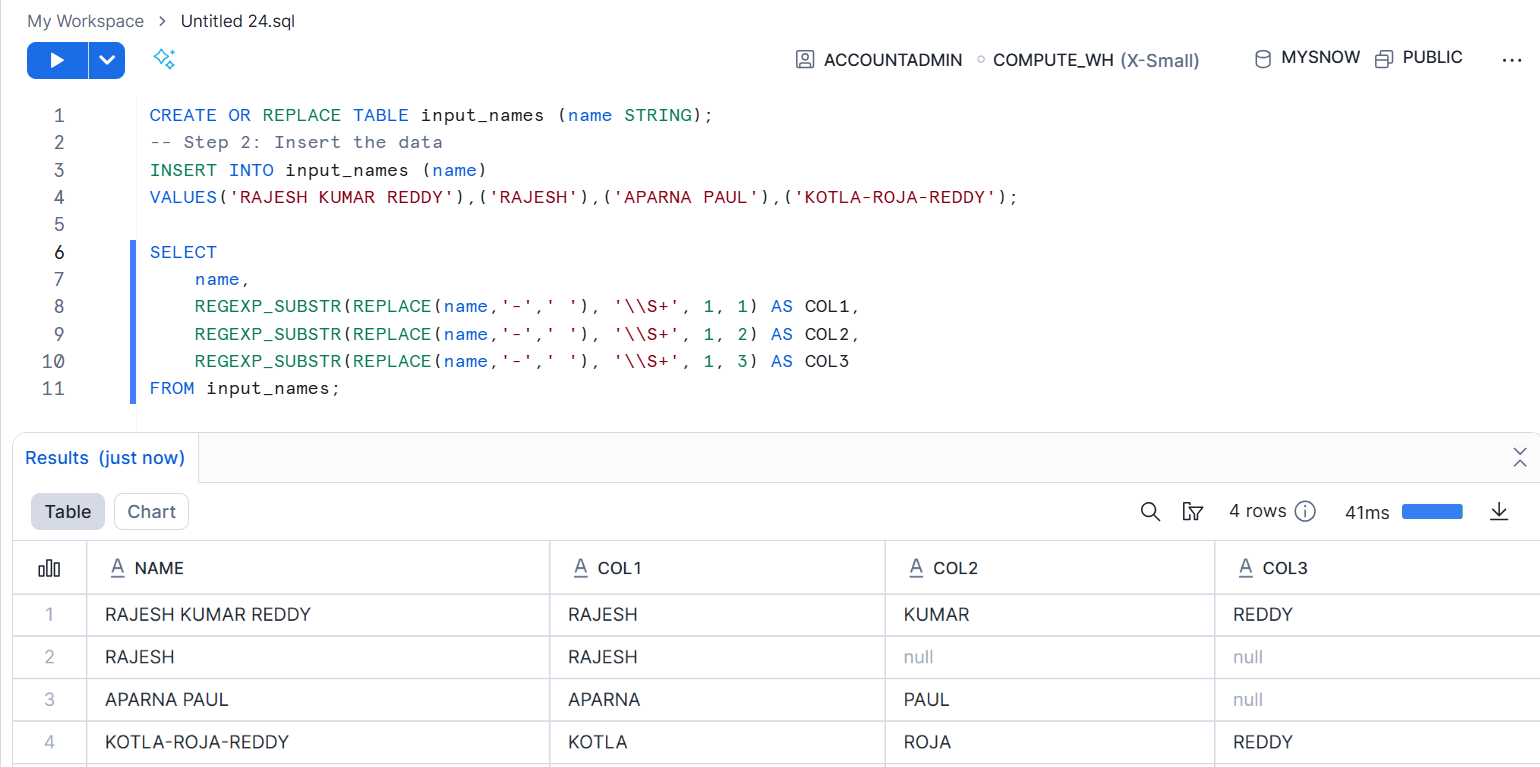 My Workspace > Untitled 24.sql
ACCOUNTADMIN COMPUTE_WH (X-Small) MYSNOW PUBLIC ...
1 CREATE OR REPLACE TABLE input_names (name STRING);
2 -- Step 2: Insert the data
3 INSERT INTO input_names (name)
4 VALUES('RAJESH KUMAR REDDY'),('RAJESH'),('APARNA PAUL'),('KOTLA-ROJA-REDDY');
5
6 SELECT
7 name,
8 REGEXP_SUBSTR(REPLACE(name,'-',' '), '\\S+', 1, 1) AS COL1,
9 REGEXP_SUBSTR(REPLACE(name,'-',' '), '\\S+', 1, 2) AS COL2,
10 REGEXP_SUBSTR(REPLACE(name,'-',' '), '\\S+', 1, 3) AS COL3
11 FROM input_names;
Results (just now)
Table Chart 4 rows 41ms
A NAME A COL1 A COL2 A COL3
1 RAJESH KUMAR REDDY RAJESH KUMAR REDDY
2 RAJESH RAJESH null null
3 APARNA PAUL APARNA PAUL null
4 KOTLA-ROJA-REDDY KOTLA ROJA REDDY